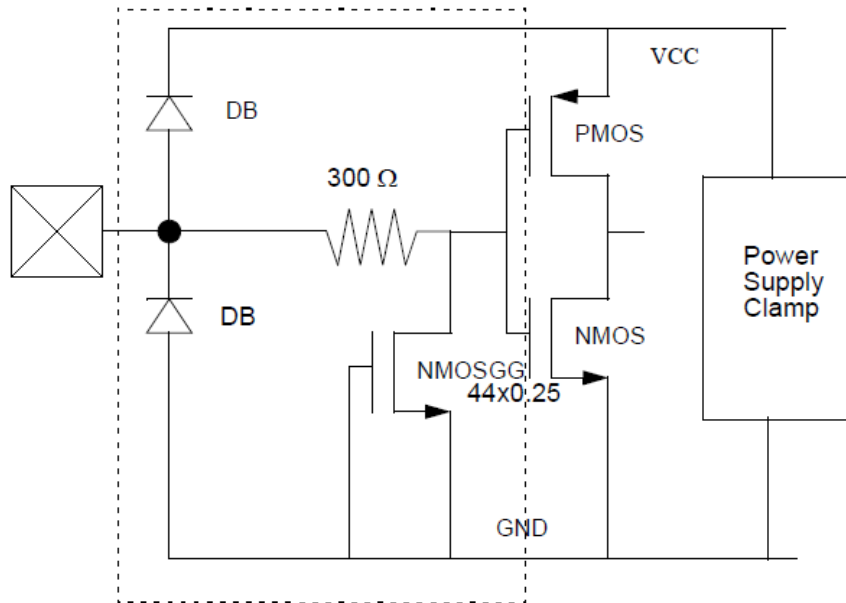 VCC
DB
PMOS
300 Ω
Power
Supply
Clamp
DB
NMOS
NMOSGG
44x0.25
GND